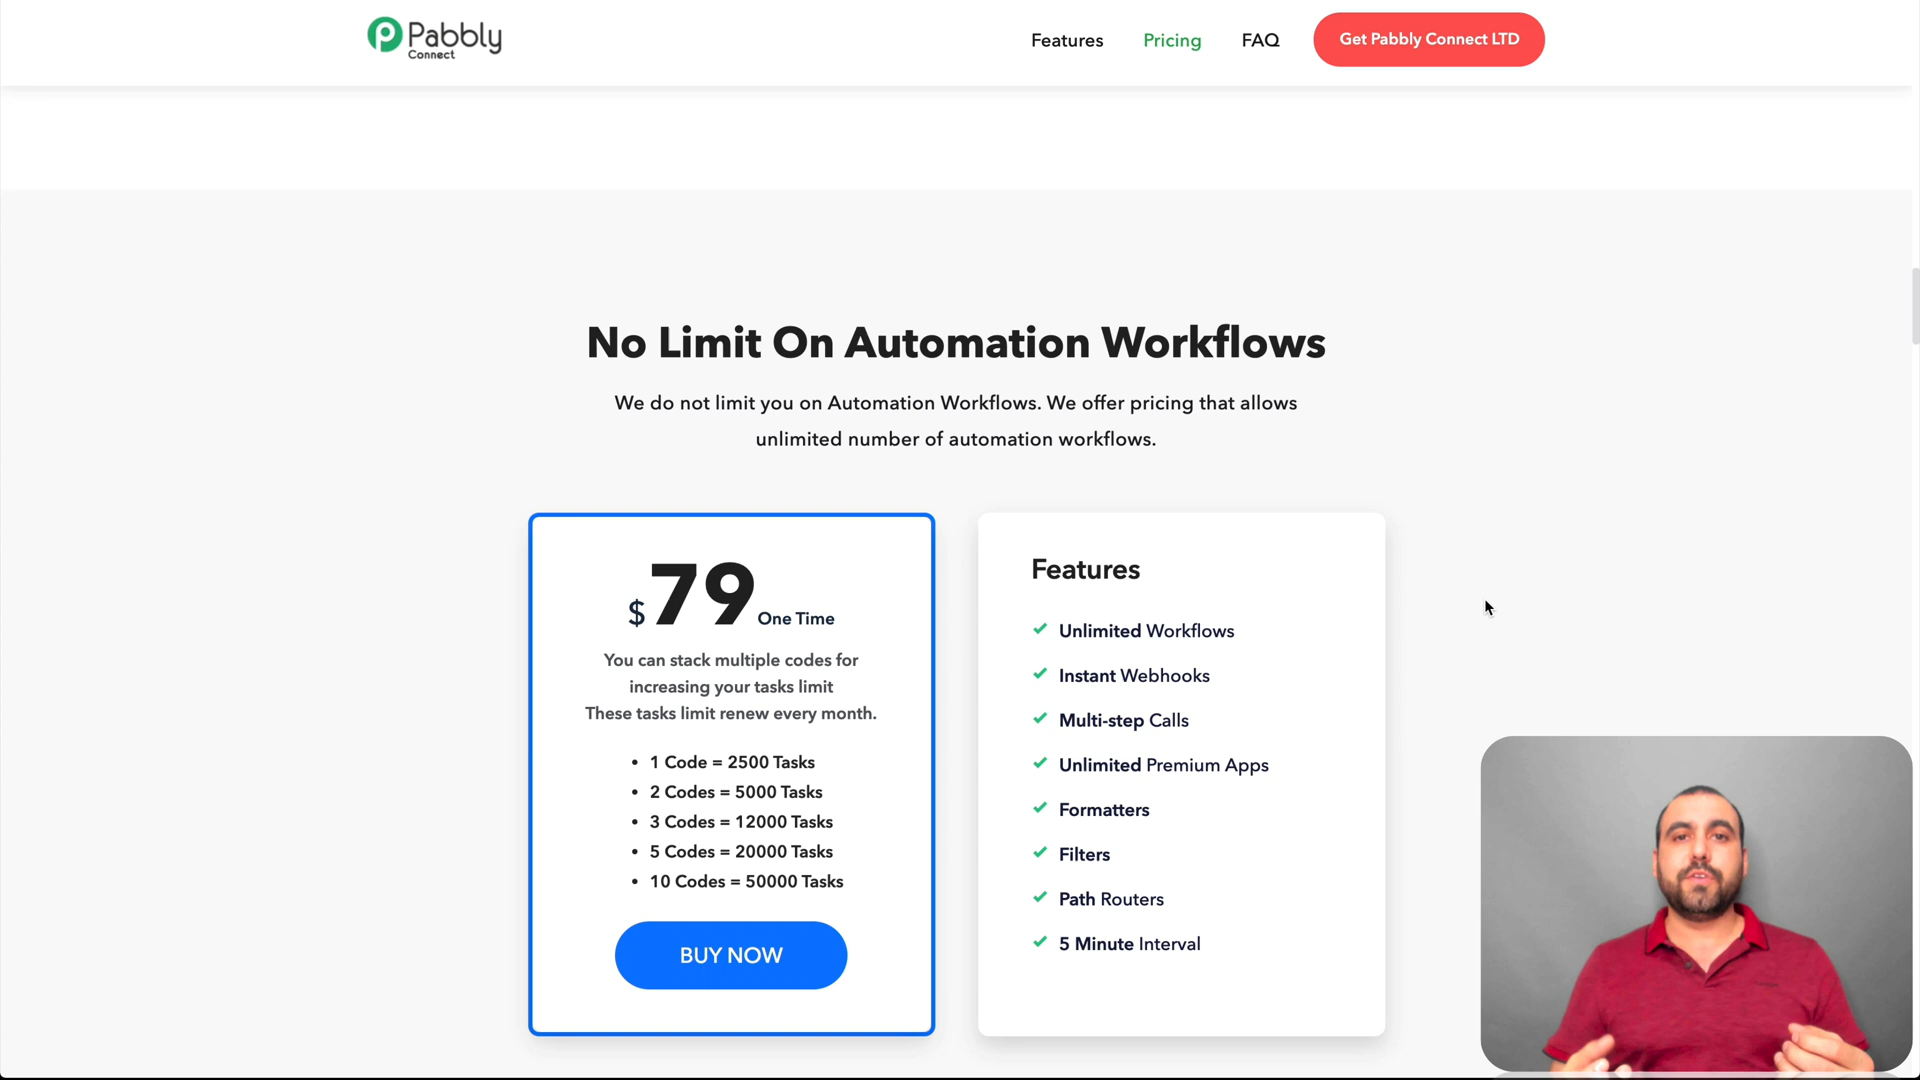 Pabbly
Connect
Features
Pricing
FAQ
Get Pabbly Connect LTD
No Limit On Automation Workflows
We do not limit you on Automation Workflows. We offer pricing that allows
unlimited number of automation workflows.
$79 One Time
You can stack multiple codes for
increasing your tasks limit
These tasks limit renew every month.
• 1 Code = 2500 Tasks
• 2 Codes = 5000 Tasks
• 3 Codes = 12000 Tasks
• 5 Codes = 20000 Tasks
• 10 Codes = 50000 Tasks
BUY NOW
Features
Unlimited Workflows
Instant Webhooks
Multi-step Calls
Unlimited Premium Apps
Formatters
Filters
Path Routers
5 Minute Interval